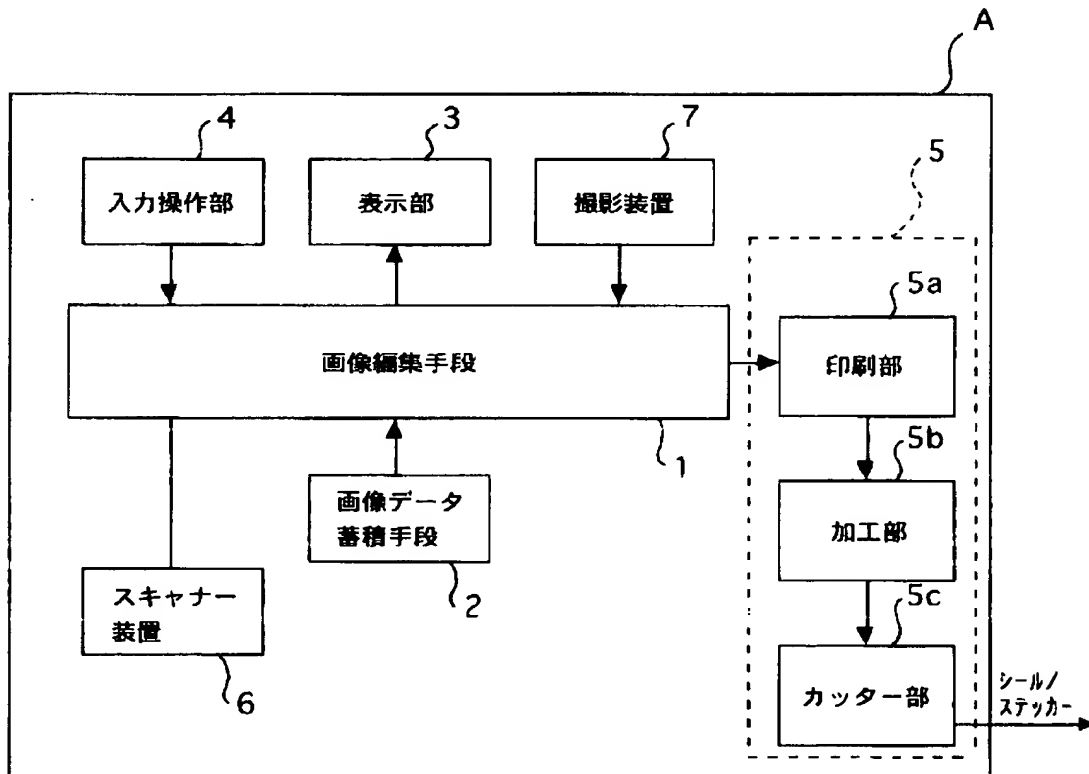 A
4
3
7
5
入力操作部
表示部
撮影装置
5a
画像編集手段
印刷部
1
5b
画像データ
蓄積手段
加工部
2
スキャナー
装置
5c
6
カッター部
シール/
ステッカー